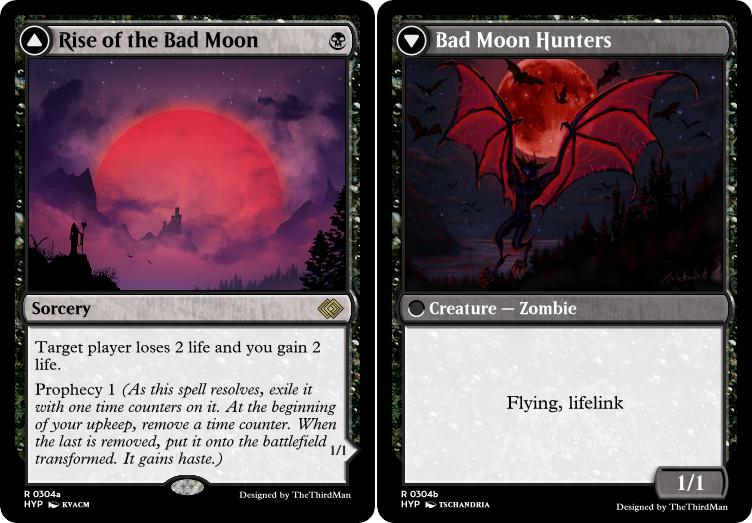 Rise of the Bad Moon
Sorcery
Target player loses 2 life and you gain 2
life.
Prophecy 1 (As this spell resolves, exile it
with one time counters on it. At the beginning
of your upkeep, remove a time counter. When
the last is removed, put it onto the battlefield
transformed. It gains haste.)
1/1
R 0304a
HYP KVACM
Designed by TheThirdMan
Bad Moon Hunters
Creature — Zombie
Flying, lifelink
1/1
R 0304b
HYP TSCHANDRIA
Designed by TheThirdMan